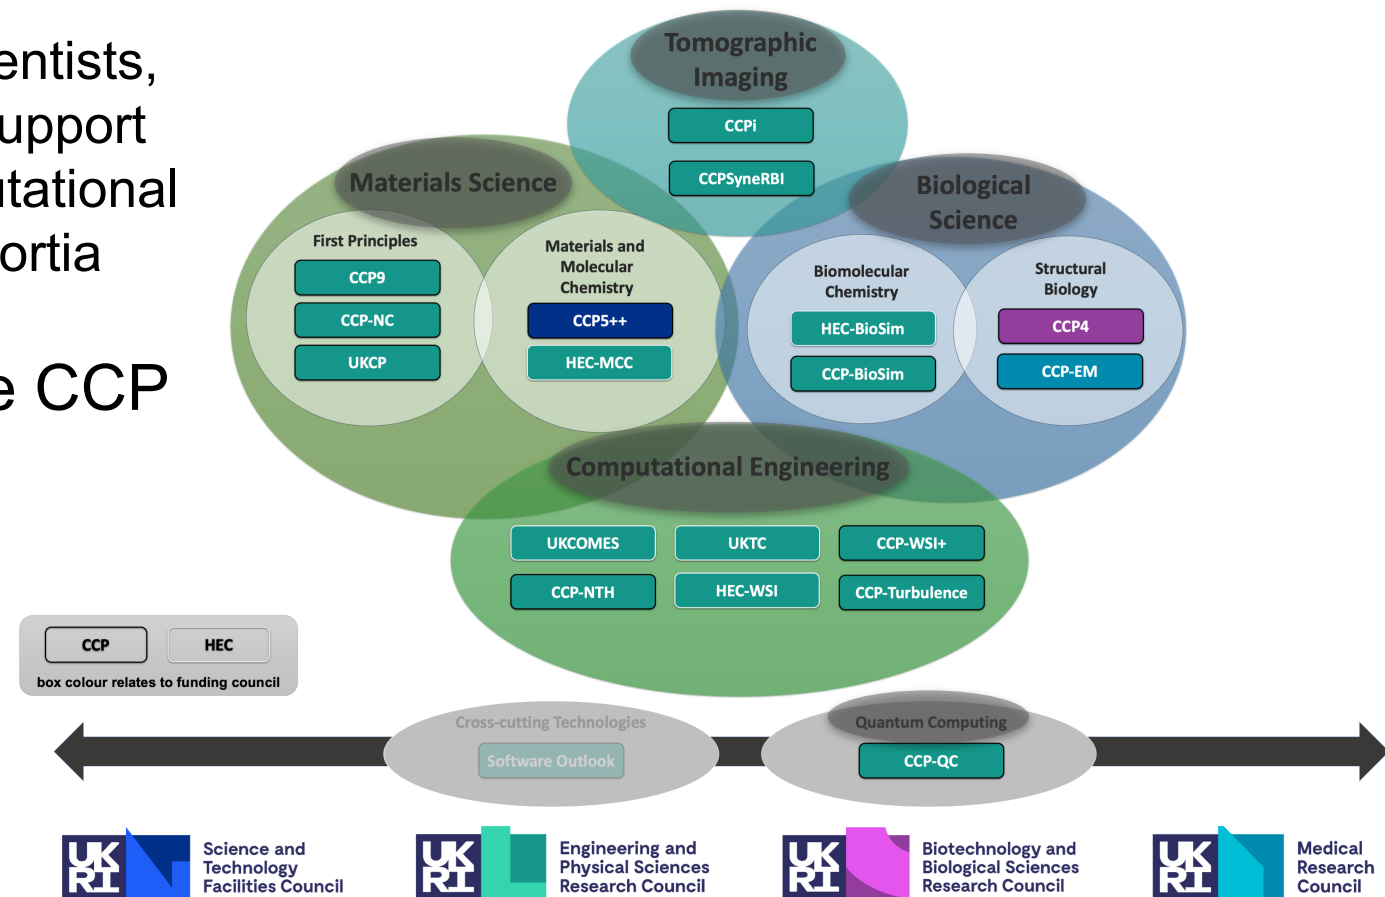 entists,
upport
utational
ortia
e CCP
Tomographic
Imaging
CCPi
CCPSyneRBI
Materials Science
First Principles
CCP9
CCP-NC
UKCP
Materials and
Molecular
Chemistry
CCP5++
HEC-MCC
Biological
Science
Biomolecular
Chemistry
HEC-BioSim
CCP-BioSim
Structural
Biology
CCP4
CCP-EM
Computational Engineering
UKCOMES
UKTC
CCP-WSI+
CCP-NTH
HEC-WSI
CCP-Turbulence
CCP
HEC
box colour relates to funding council
Cross-cutting Technologies
Software Outlook
Quantum Computing
CCP-QC
UK
RI
Science and
Technology
Facilities Council
UK
RI
Engineering and
Physical Sciences
Research Council
UK
RI
Biotechnology and
Biological Sciences
Research Council
UK
RI
Medical
Research
Council